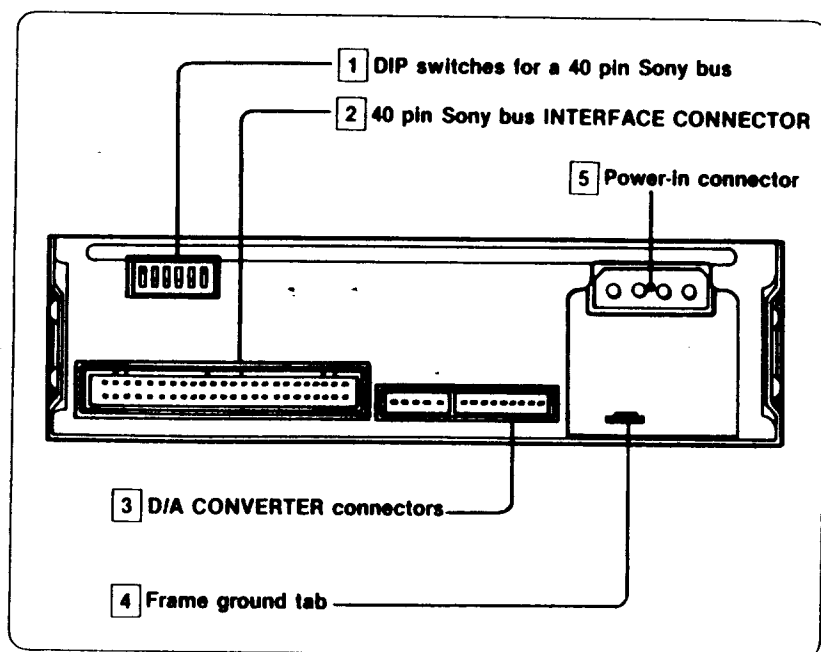 1 DIP switches for a 40 pin Sony bus
2 40 pin Sony bus INTERFACE CONNECTOR
5 Power-in connector
3 D/A CONVERTER connectors
4 Frame ground tab